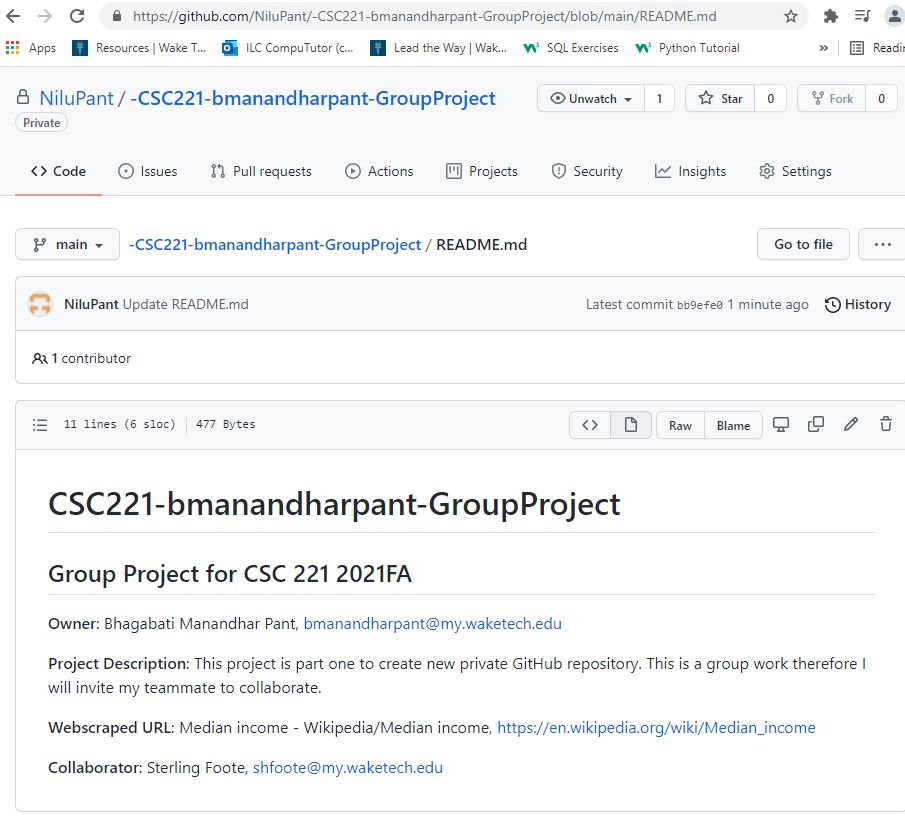 https://github.com/NiluPant/-CSC221-bmanandharpant-GroupProject/blob/main/README.md
Apps Resources | Wake T... ILC CompuTutor (c... Lead the Way | Wak... SQL Exercises Python Tutorial » Readi
NiluPant / -CSC221-bmanandharpant-GroupProject Unwatch 1 Star 0 Fork 0
Private
Code Issues Pull requests Actions Projects Security Insights Settings
main -CSC221-bmanandharpant-GroupProject / README.md Go to file ...
NiluPant Update README.md Latest commit bb9efe0 1 minute ago History
1 contributor
11 lines (6 sloc) 477 Bytes <> Raw Blame
CSC221-bmanandharpant-GroupProject
Group Project for CSC 221 2021FA
Owner: Bhagabati Manandhar Pant, bmanandharpant@my.waketech.edu
Project Description: This project is part one to create new private GitHub repository. This is a group work therefore I
will invite my teammate to collaborate.
Webscraped URL: Median income - Wikipedia/Median income, https://en.wikipedia.org/wiki/Median_income
Collaborator: Sterling Foote, shfoote@my.waketech.edu